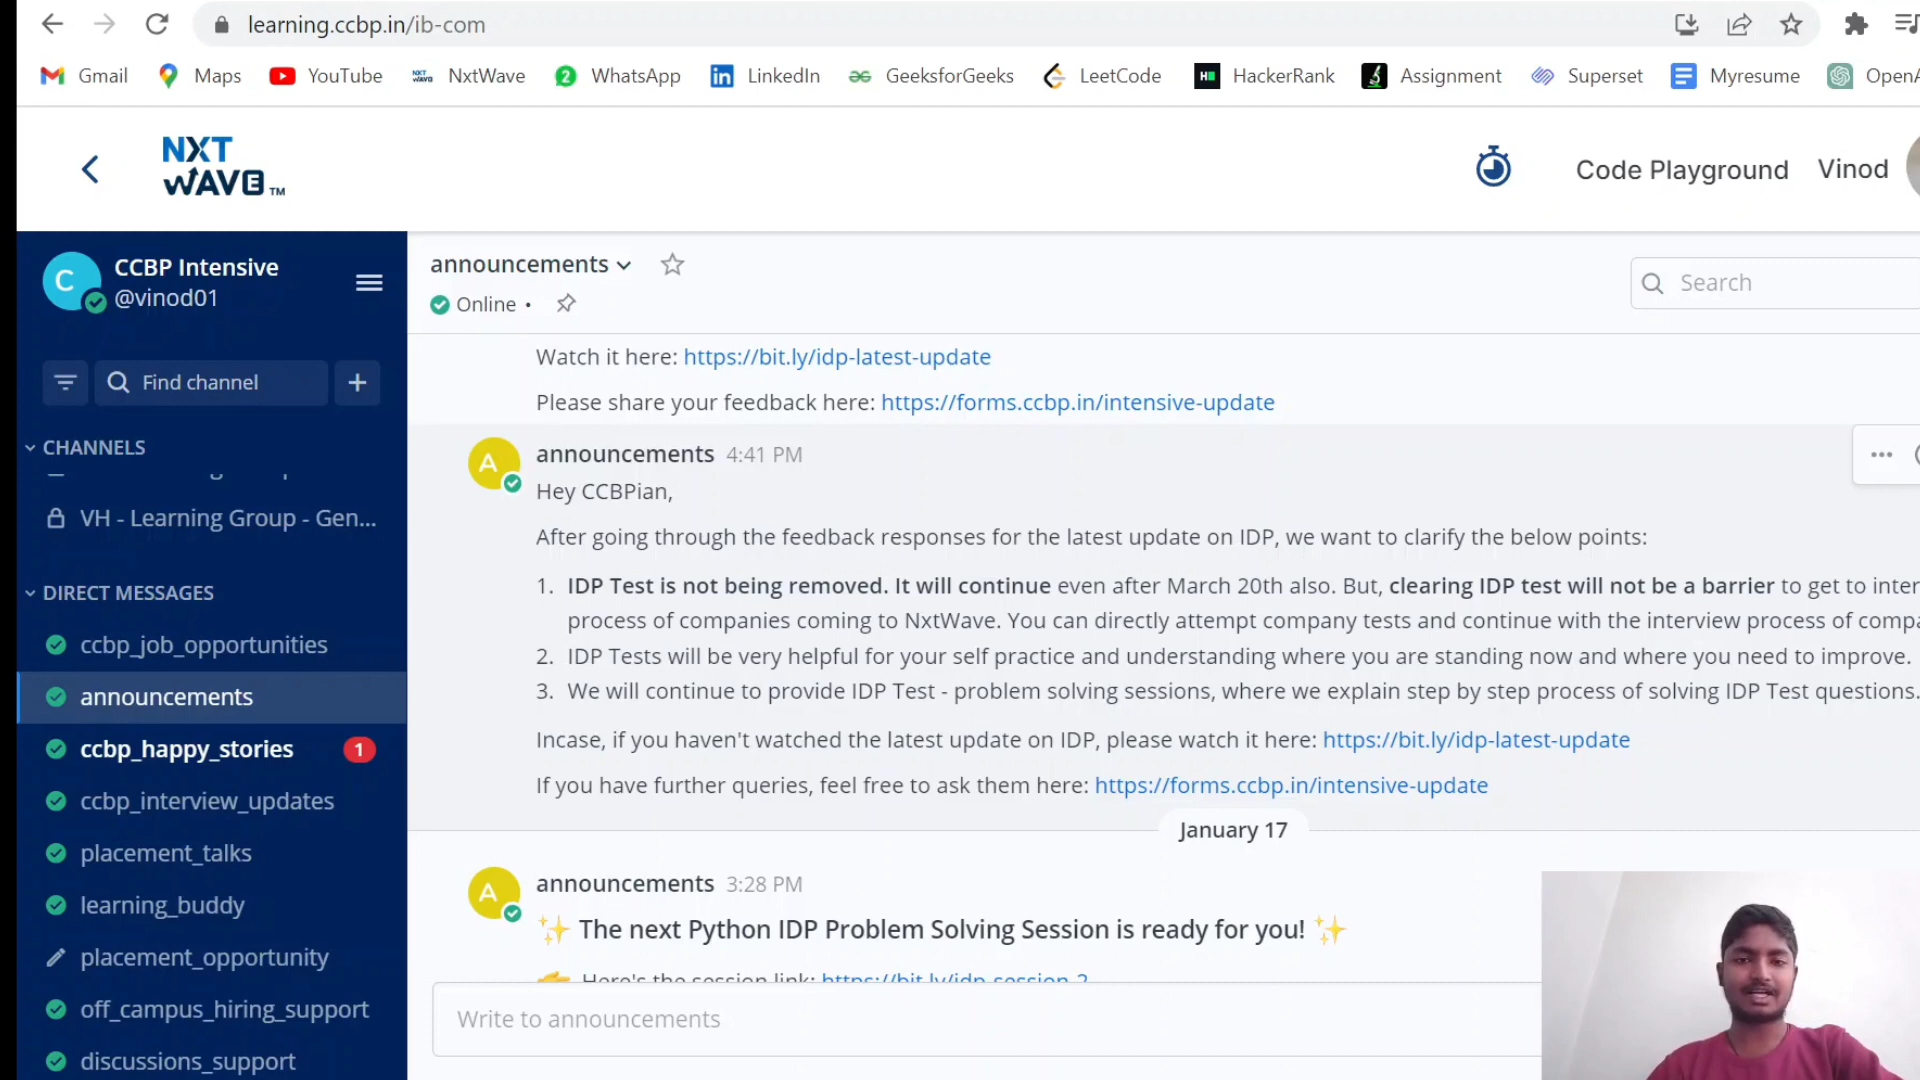 learning.ccbp.in/ib-com
Gmail Maps YouTube NxtWave WhatsApp LinkedIn GeeksforGeeks LeetCode HackerRank Assignment Superset Myresume
NXT
WAVE TM
Code Playground Vinod
C
CCBP Intensive
@vinod01
Find channel
CHANNELS
VH - Learning Group - Gen...
DIRECT MESSAGES
ccbp_job_opportunities
announcements
ccbp_happy_stories 1
ccbp_interview_updates
placement_talks
learning_buddy
placement_opportunity
off_campus_hiring_support
discussions_support
announcements
Online •
Search
Watch it here: https://bit.ly/idp-latest-update
Please share your feedback here: https://forms.ccbp.in/intensive-update
A
announcements 4:41 PM
Hey CCBPian,
After going through the feedback responses for the latest update on IDP, we want to clarify the below points:
1. IDP Test is not being removed. It will continue even after March 20th also. But, clearing IDP test will not be a barrier to get to
process of companies coming to NxtWave. You can directly attempt company tests and continue with the interview process of
2. IDP Tests will be very helpful for your self practice and understanding where you are standing now and where you need to improve.
3. We will continue to provide IDP Test - problem solving sessions, where we explain step by step process of solving IDP Test questions.
Incase, if you haven't watched the latest update on IDP, please watch it here: https://bit.ly/idp-latest-update
If you have further queries, feel free to ask them here: https://forms.ccbp.in/intensive-update
January 17
A
announcements 3:28 PM
The next Python IDP Problem Solving Session is ready for you!
Here's the session link: https://bit.ly/idp-session-2
Write to announcements